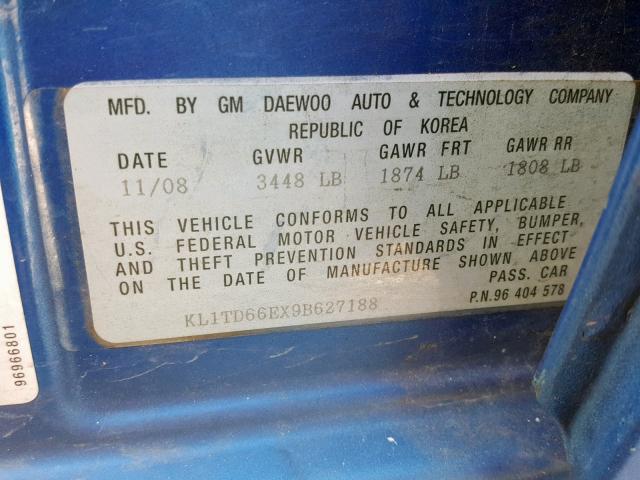 MFD. BY GM DAEWOO AUTO & TECHNOLOGY COMPANY
REPUBLIC OF KOREA
DATE GVWR GAWR FRT GAWR RR
11/08 3448 LB 1874 LB 1808 LB
THIS VEHICLE CONFORMS TO ALL APPLICABLE
U.S. FEDERAL MOTOR VEHICLE SAFETY, BUMPER,
AND THEFT PREVENTION STANDARDS IN EFFECT
ON THE DATE OF MANUFACTURE SHOWN ABOVE
PASS. CAR
KL1TD66EX9B627188
P.N.96 404 578
96966801